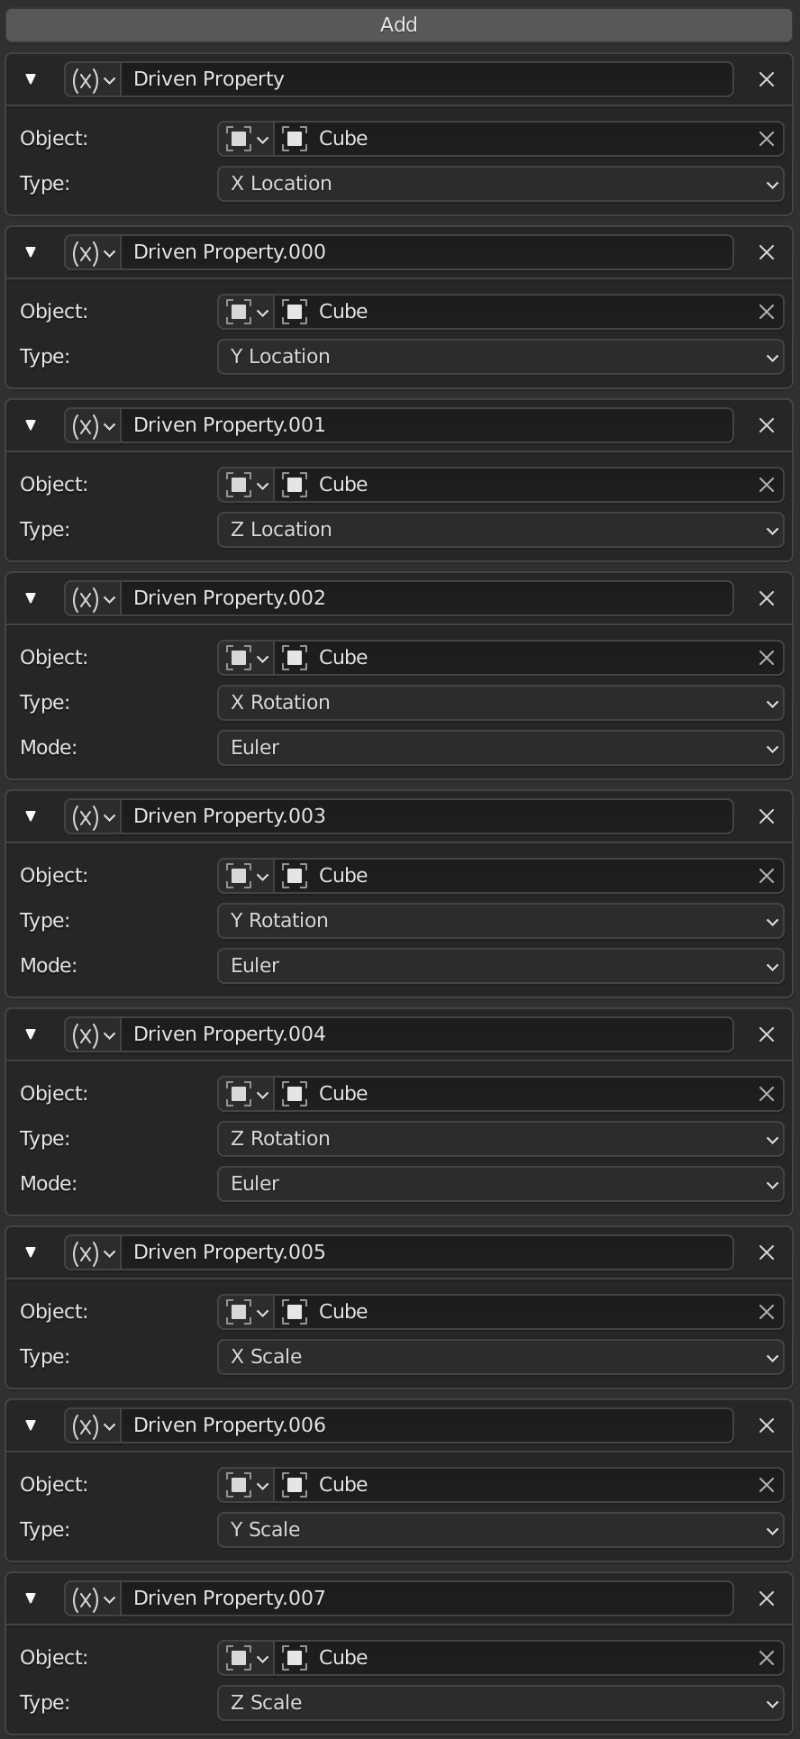 Add
(x) Driven Property
Object: Cube
Type: X Location
(x) Driven Property.000
Object: Cube
Type: Y Location
(x) Driven Property.001
Object: Cube
Type: Z Location
(x) Driven Property.002
Object: Cube
Type: X Rotation
Mode: Euler
(x) Driven Property.003
Object: Cube
Type: Y Rotation
Mode: Euler
(x) Driven Property.004
Object: Cube
Type: Z Rotation
Mode: Euler
(x) Driven Property.005
Object: Cube
Type: X Scale
(x) Driven Property.006
Object: Cube
Type: Y Scale
(x) Driven Property.007
Object: Cube
Type: Z Scale